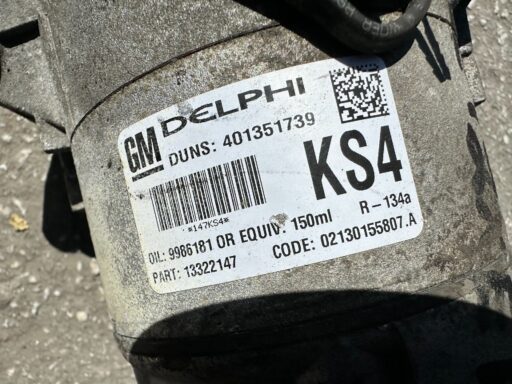 GM DELPHI
DUNS: 401351739
KS4
*147KS4*
R-134a
OIL: 9986181 OR EQUIV: 150ml
PART: 13322147
CODE: 02130155807.A